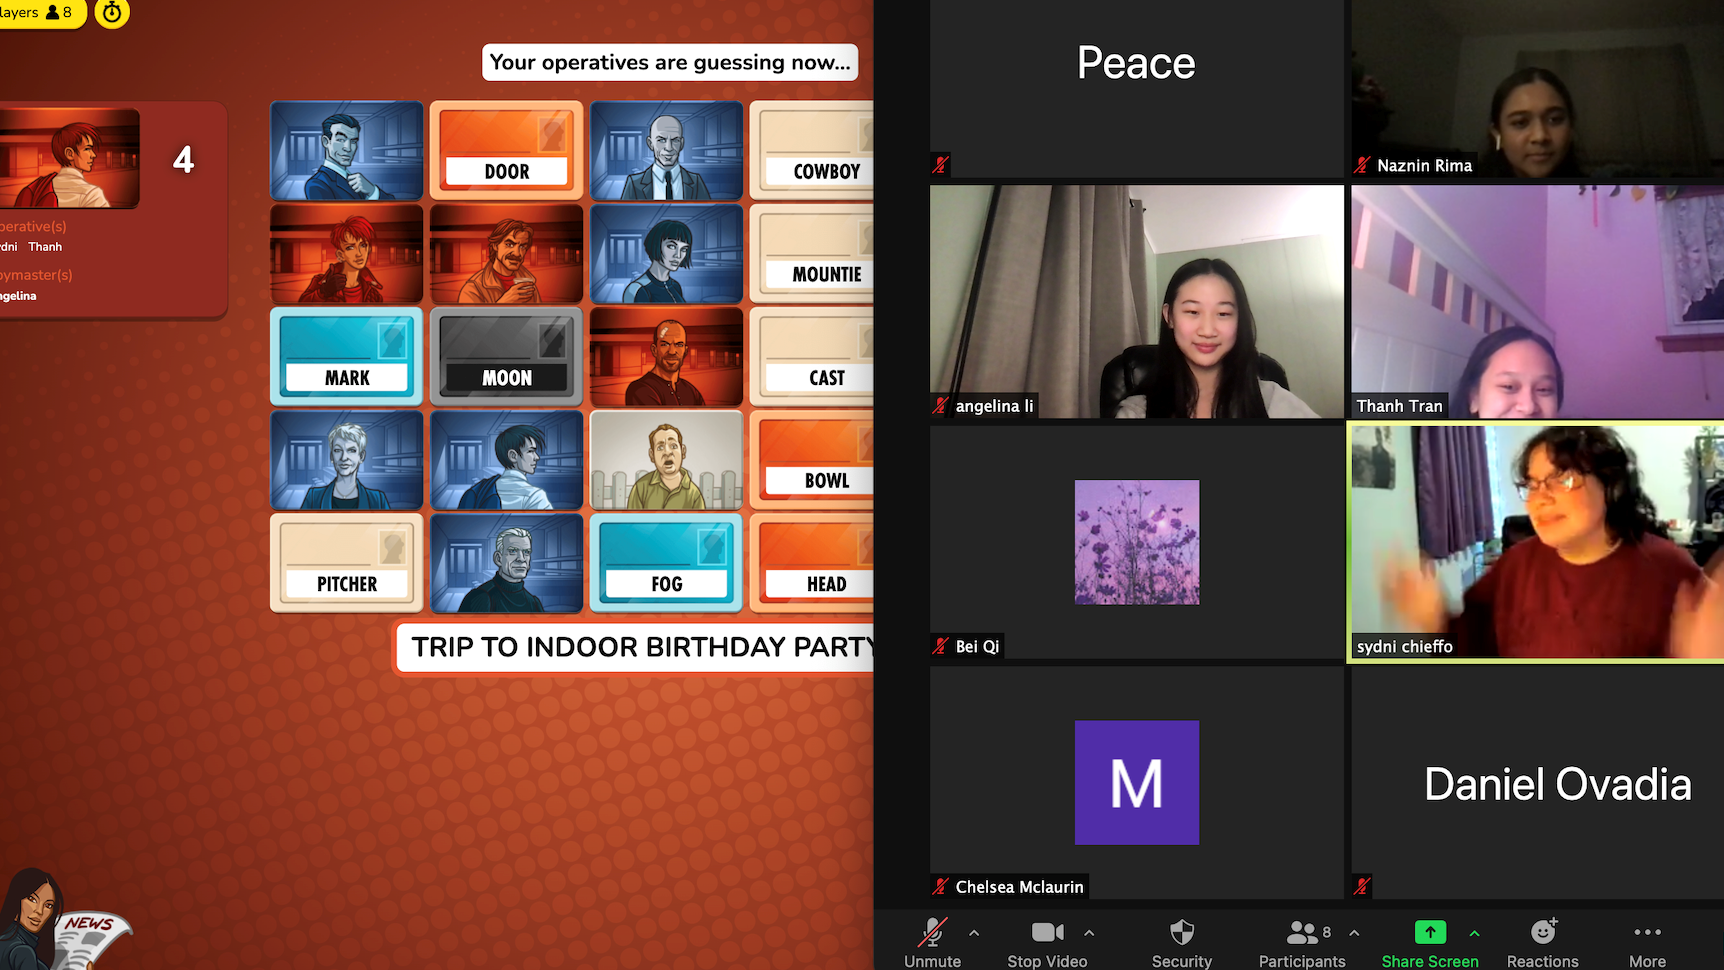 layers 8
Your operatives are guessing now...
4
perative(s)
dni Thanh
ymaster(s)
ngelina
DOOR
COWBOY
MOUNTIE
MARK
MOON
CAST
BOWL
PITCHER
FOG
HEAD
TRIP TO INDOOR BIRTHDAY PARTY
NEWS
Peace
Naznin Rima
angelina li
Thanh Tran
Bei Qi
sydni chieffo
M
Chelsea Mclaurin
Daniel Ovadia
Unmute
Stop Video
Security
8
Participants
Share Screen
Reactions
More